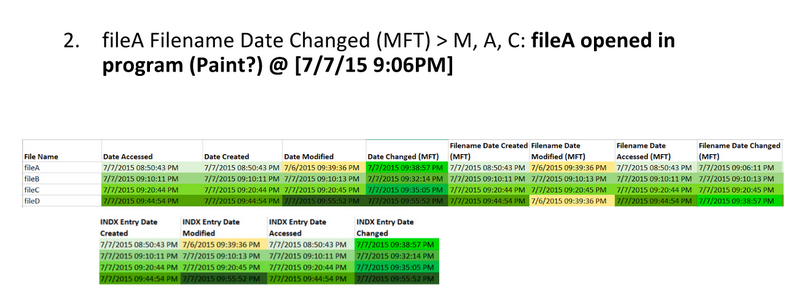 2. fileA Filename Date Changed (MFT) > M, A, C: fileA opened in
program (Paint?) @ [7/7/15 9:06PM]
Filename Date Created Filename Date Filename Date Filename Date Changed
File Name Date Accessed Date Created Date Modified Date Changed (MFT) (MFT) Modified (MFT) Accessed (MFT) (MFT)
fileA 7/7/2015 08:50:43 PM 7/7/2015 08:50:43 PM 7/6/2015 09:39:36 PM 7/7/2015 09:38:57 PM 7/7/2015 08:50:43 PM 7/6/2015 09:39:36 PM 7/7/2015 08:50:43 PM 7/7/2015 09:06:11 PM
fileB 7/7/2015 09:10:11 PM 7/7/2015 09:10:11 PM 7/7/2015 09:10:13 PM 7/7/2015 09:32:14 PM 7/7/2015 09:10:11 PM 7/7/2015 09:10:13 PM 7/7/2015 09:10:11 PM 7/7/2015 09:10:13 PM
fileC 7/7/2015 09:20:44 PM 7/7/2015 09:20:44 PM 7/7/2015 09:20:45 PM 7/7/2015 09:35:05 PM 7/7/2015 09:20:44 PM 7/7/2015 09:20:45 PM 7/7/2015 09:20:44 PM 7/7/2015 09:20:45 PM
fileD 7/7/2015 09:44:54 PM 7/7/2015 09:44:54 PM 7/7/2015 09:55:52 PM 7/7/2015 09:55:52 PM 7/7/2015 09:44:54 PM 7/6/2015 09:39:36 PM 7/7/2015 09:44:54 PM 7/7/2015 09:38:57 PM
INDX Entry Date INDX Entry Date INDX Entry Date INDX Entry Date
Created Modified Accessed Changed
7/7/2015 08:50:43 PM 7/6/2015 09:39:36 PM 7/7/2015 08:50:43 PM 7/7/2015 09:38:57 PM
7/7/2015 09:10:11 PM 7/7/2015 09:10:13 PM 7/7/2015 09:10:11 PM 7/7/2015 09:32:14 PM
7/7/2015 09:20:44 PM 7/7/2015 09:20:45 PM 7/7/2015 09:20:44 PM 7/7/2015 09:35:05 PM
7/7/2015 09:44:54 PM 7/7/2015 09:55:52 PM 7/7/2015 09:44:54 PM 7/7/2015 09:55:52 PM